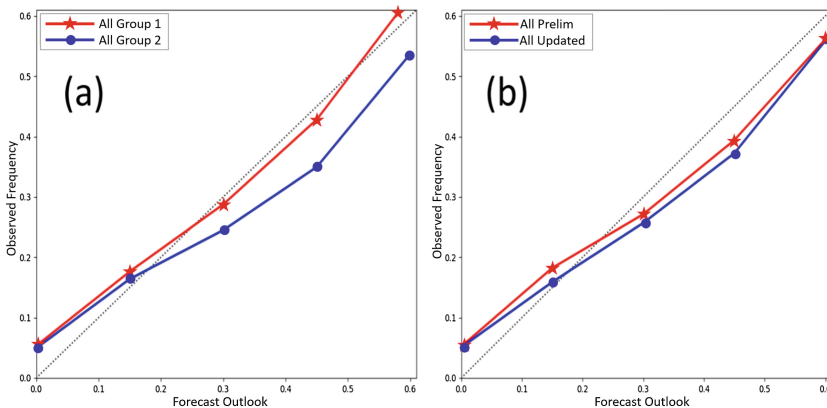 All Group 1
All Group 2
(a)
Observed Frequency
0.6
0.5
0.4
0.3
0.2
0.1
0.0
0.0 0.1 0.2 0.3 0.4 0.5 0.6
Forecast Outlook
All Prelim
All Updated
(b)
Observed Frequency
0.6
0.5
0.4
0.3
0.2
0.1
0.0
0.0 0.1 0.2 0.3 0.4 0.5 0.6
Forecast Outlook